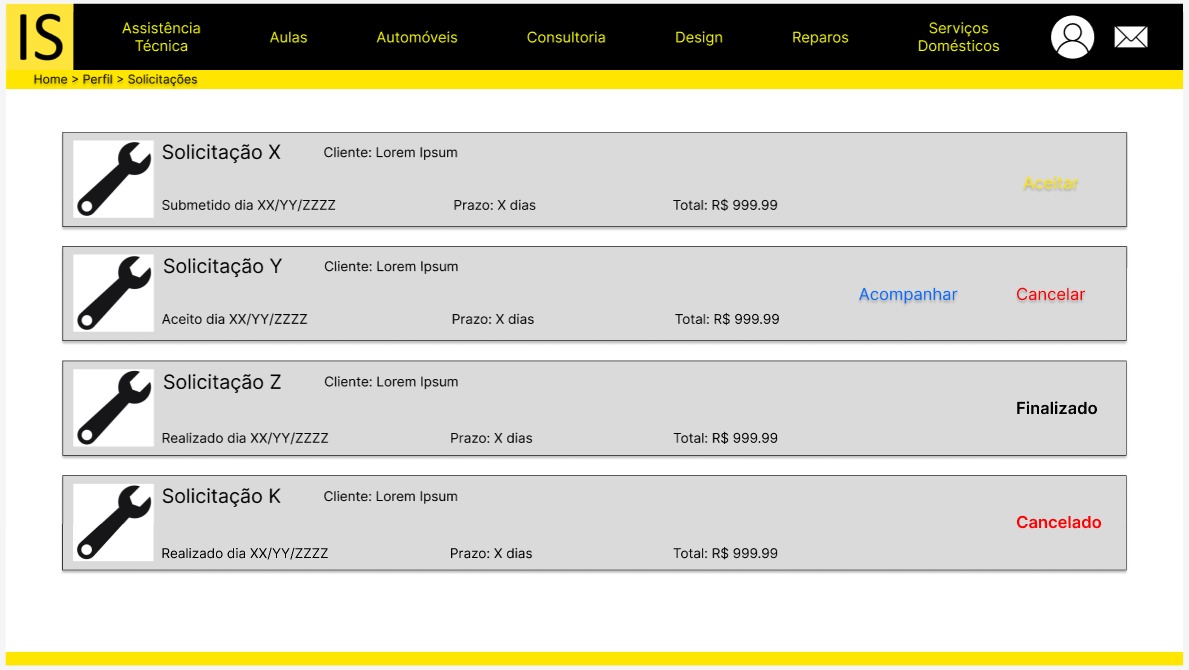 IS
Assistência
Técnica
Aulas
Automóveis
Consultoria
Design
Reparos
Serviços
Domésticos
Home > Perfil > Solicitações
Solicitação X
Cliente: Lorem Ipsum
Aceitar
Submetido dia XX/YY/ZZZZ
Prazo: X dias
Total: R$ 999.99
Solicitação Y
Cliente: Lorem Ipsum
Acompanhar
Cancelar
Aceito dia XX/YY/ZZZZ
Prazo: X dias
Total: R$ 999.99
Solicitação Z
Cliente: Lorem Ipsum
Finalizado
Realizado dia XX/YY/ZZZZ
Prazo: X dias
Total: R$ 999.99
Solicitação K
Cliente: Lorem Ipsum
Cancelado
Realizado dia XX/YY/ZZZZ
Prazo: X dias
Total: R$ 999.99